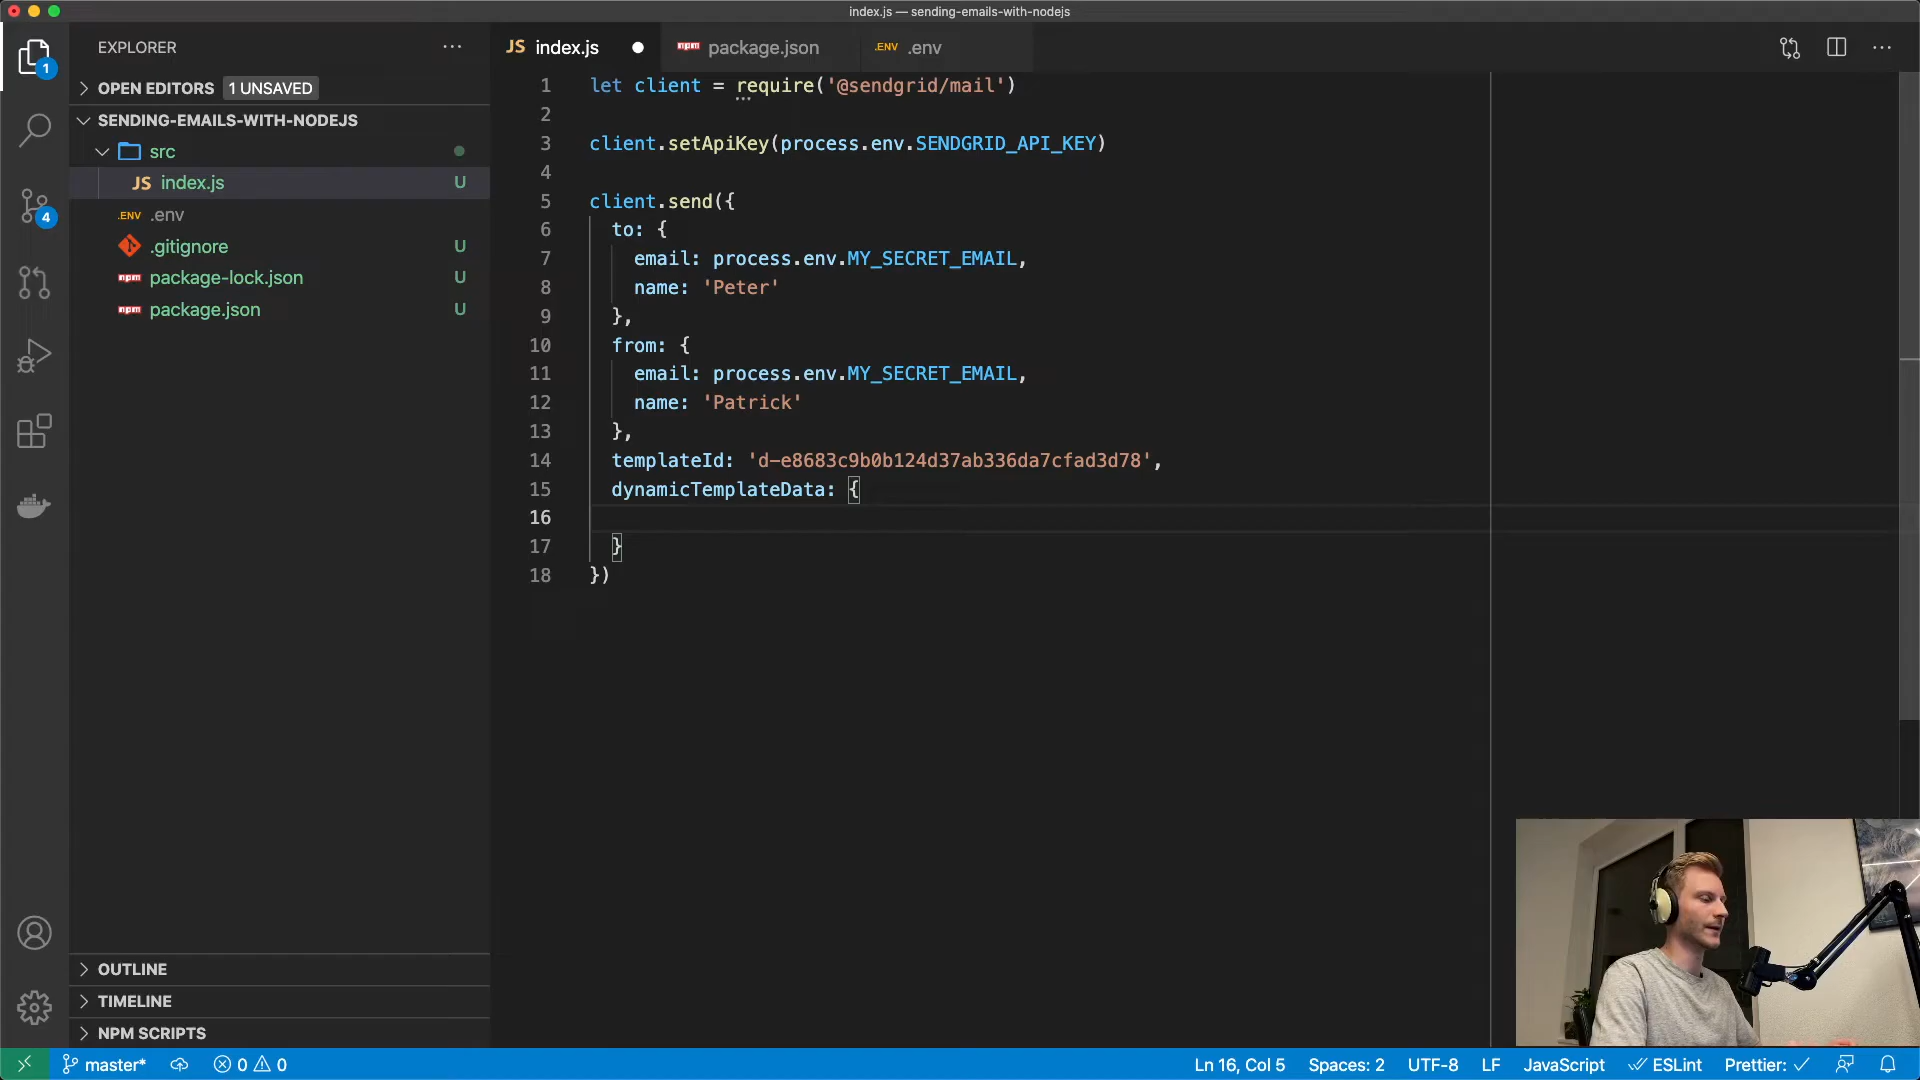 index.js — sending-emails-with-nodejs
EXPLORER
OPEN EDITORS 1 UNSAVED
SENDING-EMAILS-WITH-NODEJS
src
JS index.js U
.ENV .env
.gitignore U
npm package-lock.json U
npm package.json U
OUTLINE
TIMELINE
NPM SCRIPTS
1
4
JS index.js
npm package.json
.ENV .env
1 let client = require('@sendgrid/mail')
2
3 client.setApiKey(process.env.SENDGRID_API_KEY)
4
5 client.send({
6 to: {
7 email: process.env.MY_SECRET_EMAIL,
8 name: 'Peter'
9 },
10 from: {
11 email: process.env.MY_SECRET_EMAIL,
12 name: 'Patrick'
13 },
14 templateId: 'd-e8683c9b0b124d37ab336da7cfad3d78',
15 dynamicTemplateData: {
16
17 }
18 })
master* 0 0 Ln 16, Col 5 Spaces: 2 UTF-8 LF JavaScript ESLint Prettier: ✓